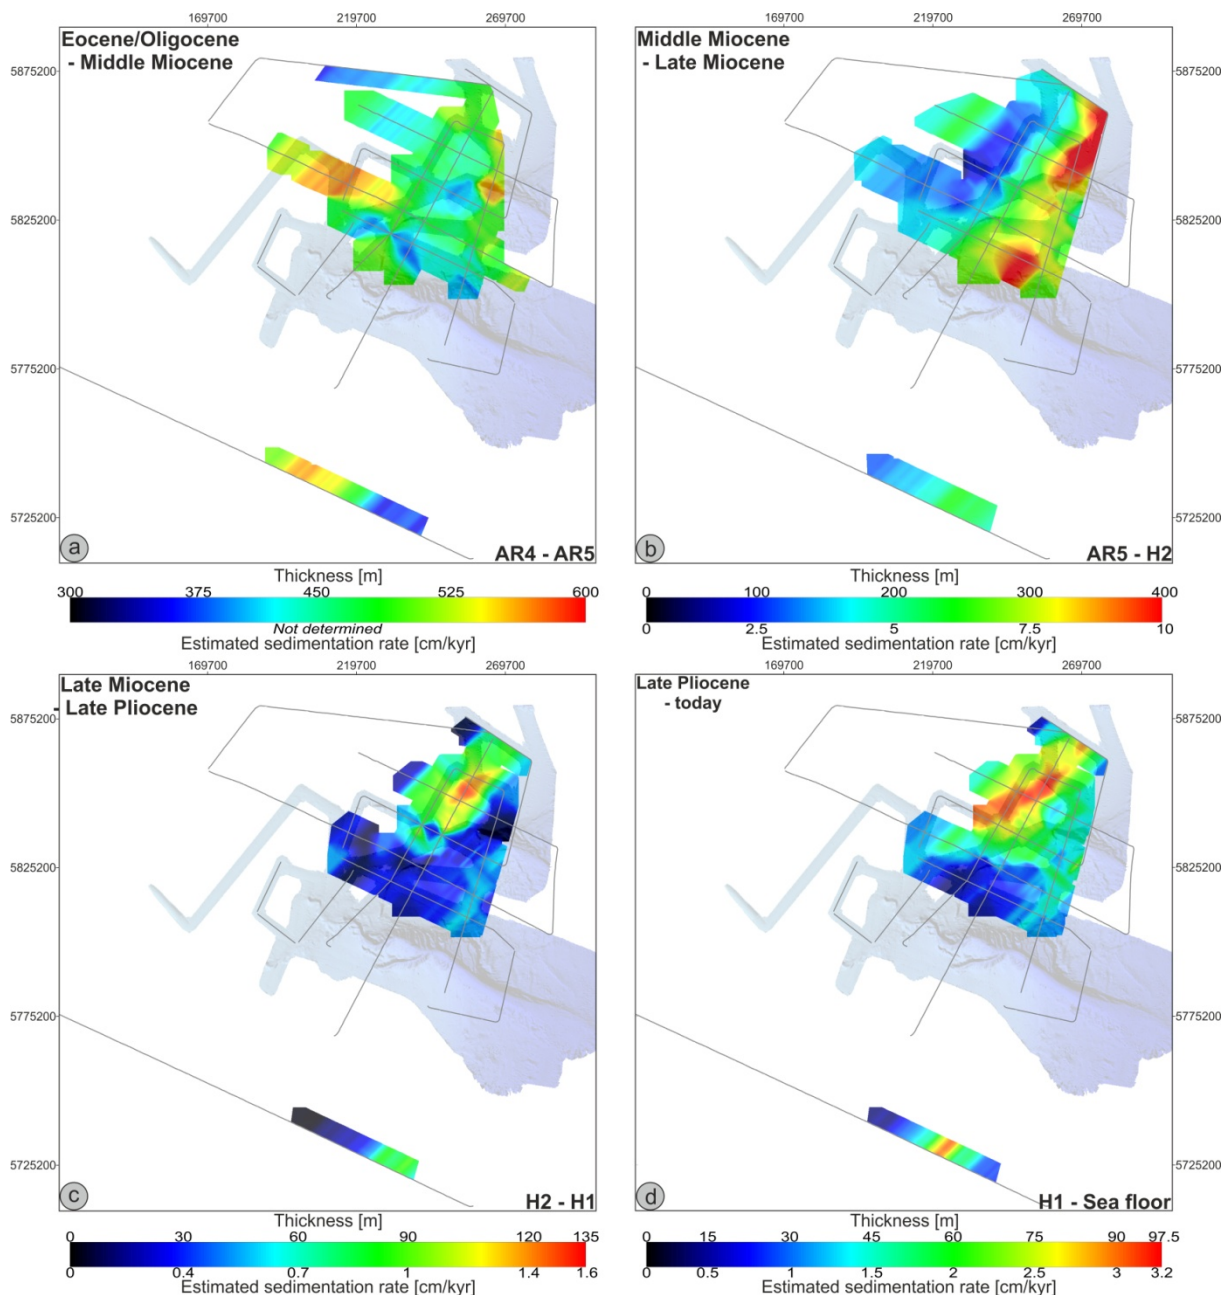 169700 219700 269700
169700 219700 269700
Eocene/Oligocene
- Middle Miocene
Middle Miocene
- Late Miocene
5875200
5825200
5775200
5725200
5875200
5825200
5775200
5725200
a
AR4 - AR5
b
AR5 - H2
Thickness [m]
300 375 450 525 600
Not determined
Estimated sedimentation rate [cm/kyr]
Thickness [m]
0 100 200 300 400
0 2.5 5 7.5 10
Estimated sedimentation rate [cm/kyr]
169700 219700 269700
169700 219700 269700
Late Miocene
- Late Pliocene
Late Pliocene
- today
5875200
5825200
5775200
5725200
5875200
5825200
5775200
5725200
c
H2 - H1
d
H1 - Sea floor
Thickness [m]
0 30 60 90 120 135
0 0.4 0.7 1 1.4 1.6
Estimated sedimentation rate [cm/kyr]
Thickness [m]
0 15 30 45 60 75 90 97.5
0 0.5 1 1.5 2 2.5 3 3.2
Estimated sedimentation rate [cm/kyr]